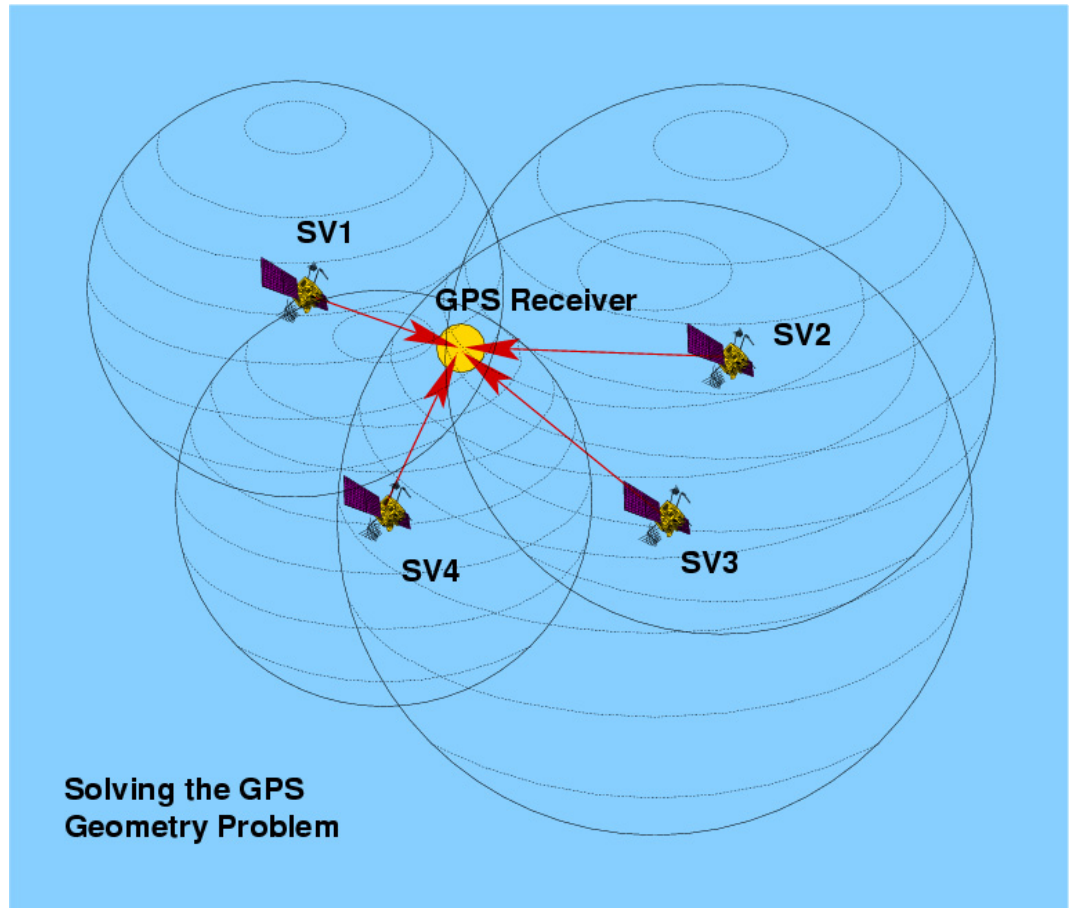 SV1
GPS Receiver
SV2
SV3
SV4
Solving the GPS
Geometry Problem